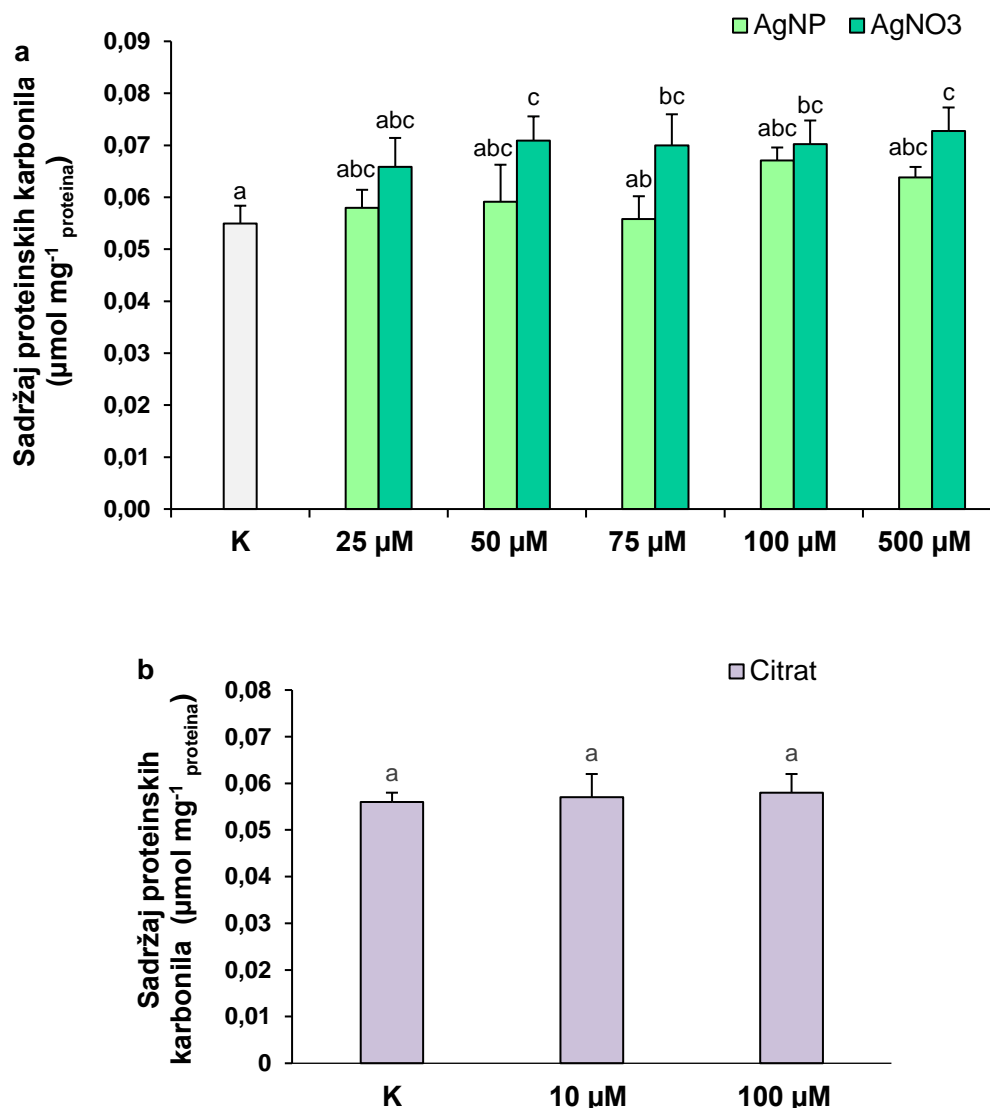 AgNP AgNO3
a
Sadržaj proteinskih karbonila
(µmol mg-1 proteina)
0,09
0,08
0,07
0,06
0,05
0,04
0,03
0,02
0,01
0,00
a
abc abc
abc c
ab bc
abc bc
abc c
K 25 µM 50 µM 75 µM 100 µM 500 µM
b
Citrat
Sadržaj proteinskih
karbonila (µmol mg-1 proteina)
0,08
0,07
0,06
0,05
0,04
0,03
0,02
0,01
0
a a a
K 10 µM 100 µM